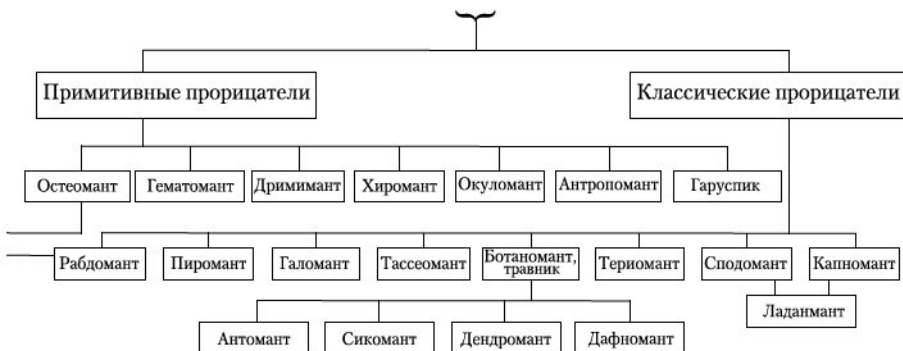 Примитивные прорицатели
Классические прорицатели
Остеомант
Гематомант
Дримимант
Хиромант
Окуломант
Антропомант
Гаруспик
Рабдомант
Пиромант
Галомант
Тассеомант
Ботаномант,
травник
Териомант
Сподомант
Капномант
Ладанмант
Антомант
Сикомант
Дендромант
Дафномант